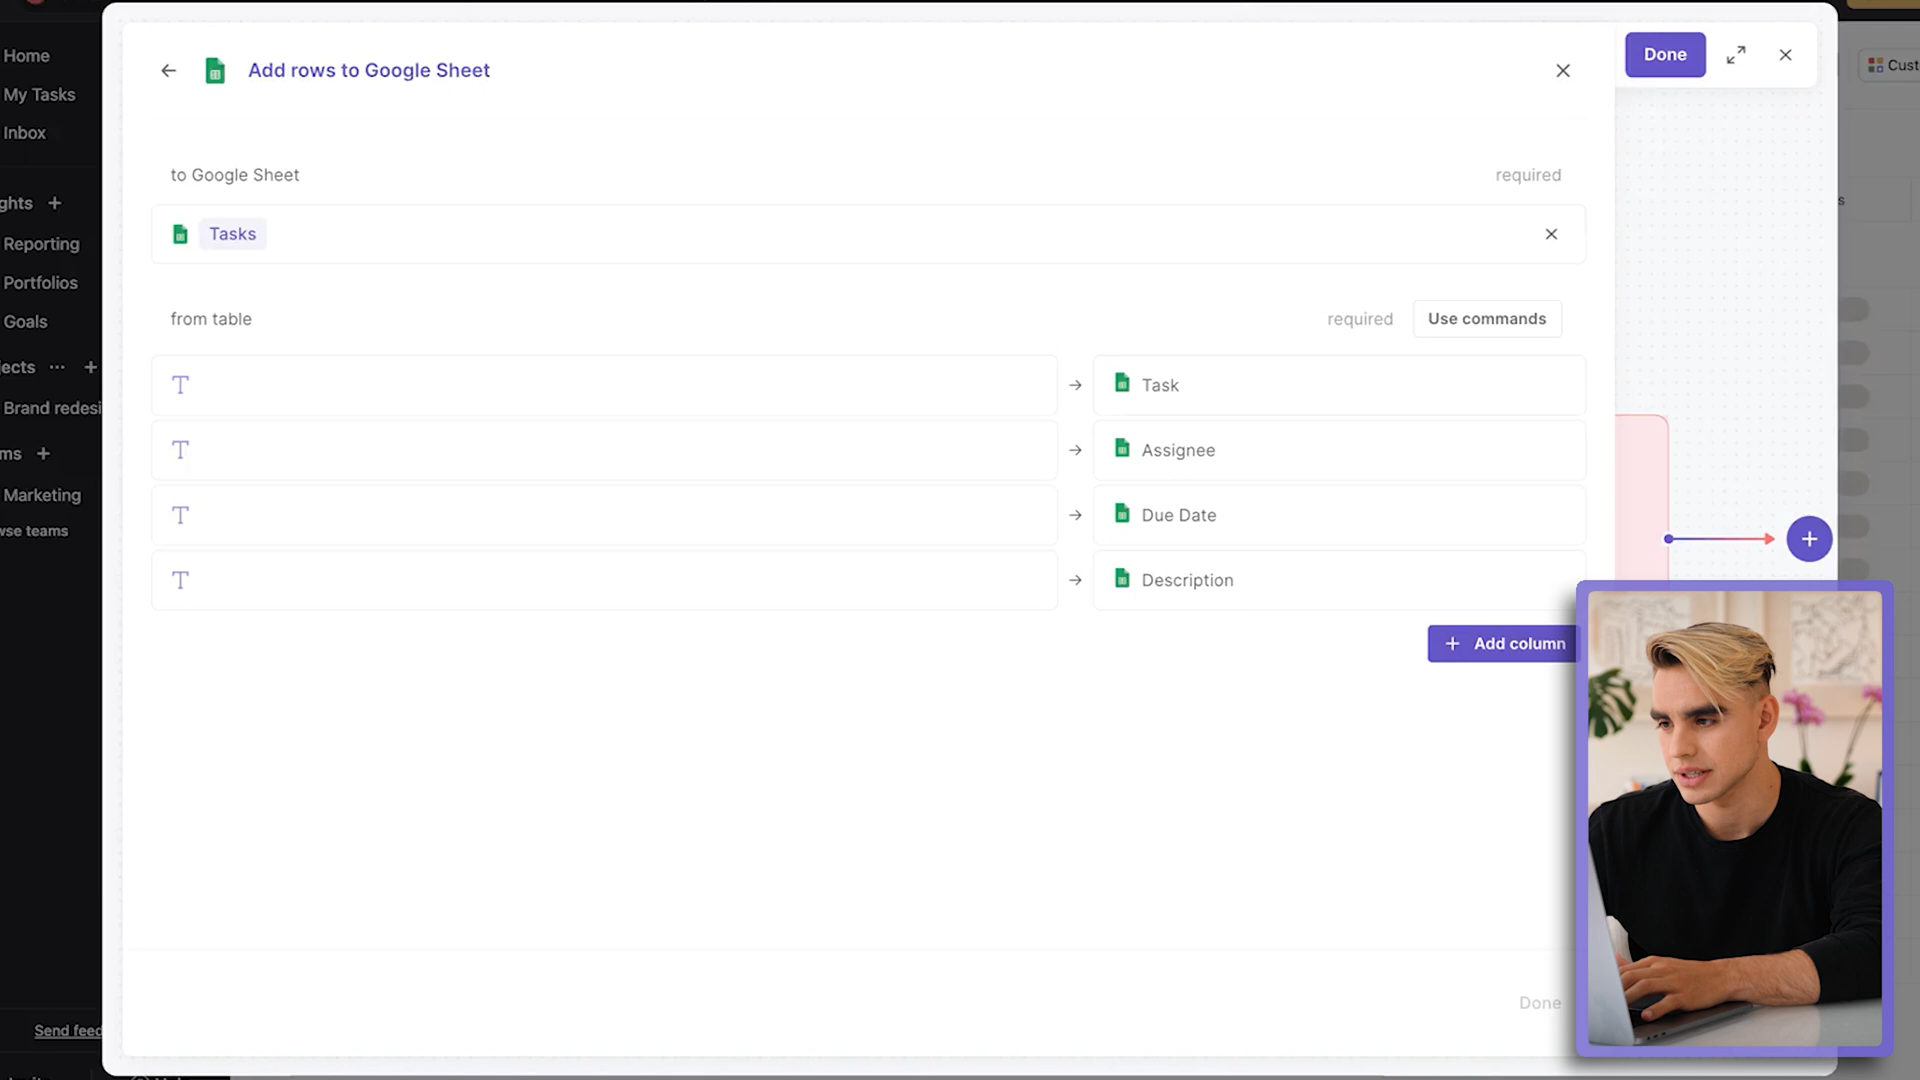 Home
My Tasks
Inbox
ghts +
Reporting
Portfolios
Goals
jects ... +
Brand redesi
ms +
Marketing
wse teams
Send feed
Add rows to Google Sheet
Done
Cust
to Google Sheet
required
Tasks
from table
required
Use commands
T → Task
T → Assignee
T → Due Date
T → Description
+ Add column
Done